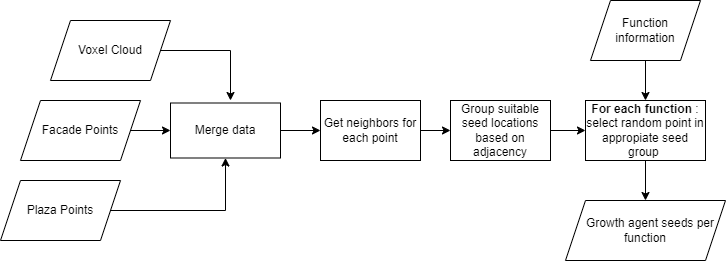 Function
information
Voxel Cloud
Facade Points
Merge data
Get neighbors for
each point
Group suitable
seed locations
based on
adjacency
For each function :
select random point in
appropiate seed
group
Plaza Points
Growth agent seeds per
function